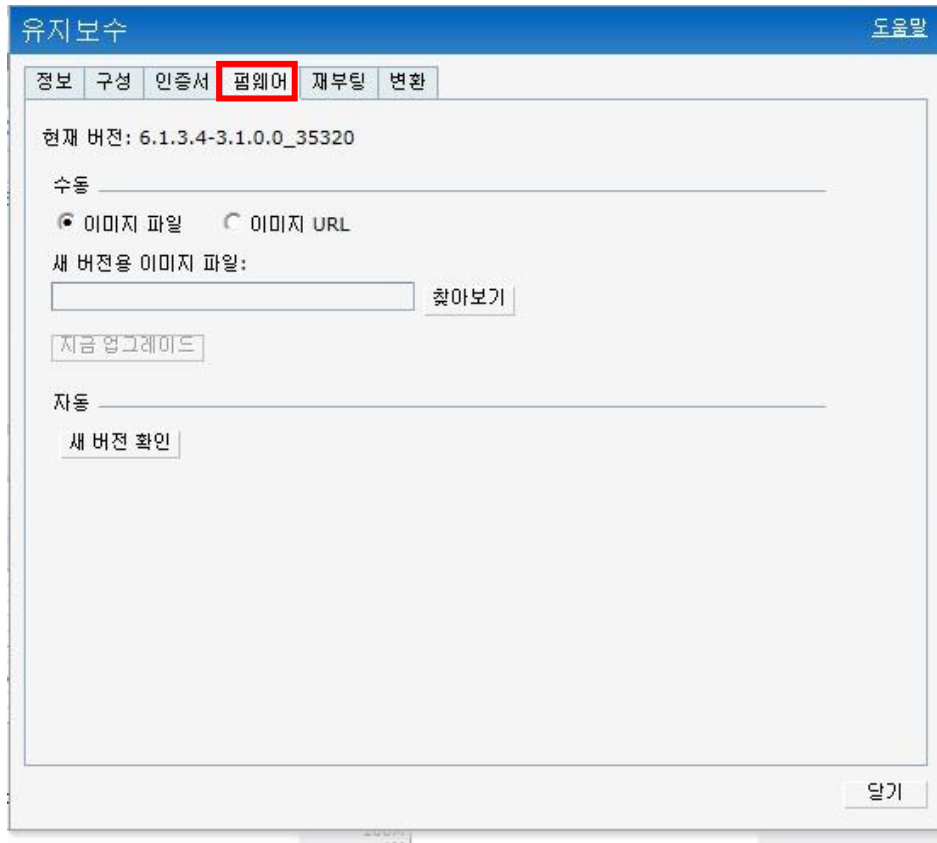 유지보수 도움말
정보 구성 인증서 펌웨어 재부팅 변환
현재 버전: 6.1.3.4-3.1.0.0_35320
수동
이미지 파일 이미지 URL
새 버전용 이미지 파일:
찾아보기
지금 업그레이드
자동
새 버전 확인
닫기